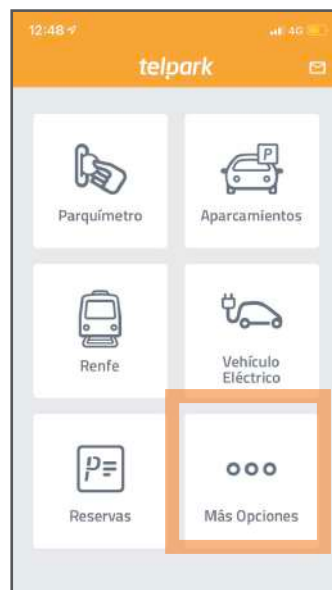 12:48
4G
telpark
P
Parquímetro
Aparcamientos
Renfe
Vehículo
Eléctrico
P
Reservas
Más Opciones